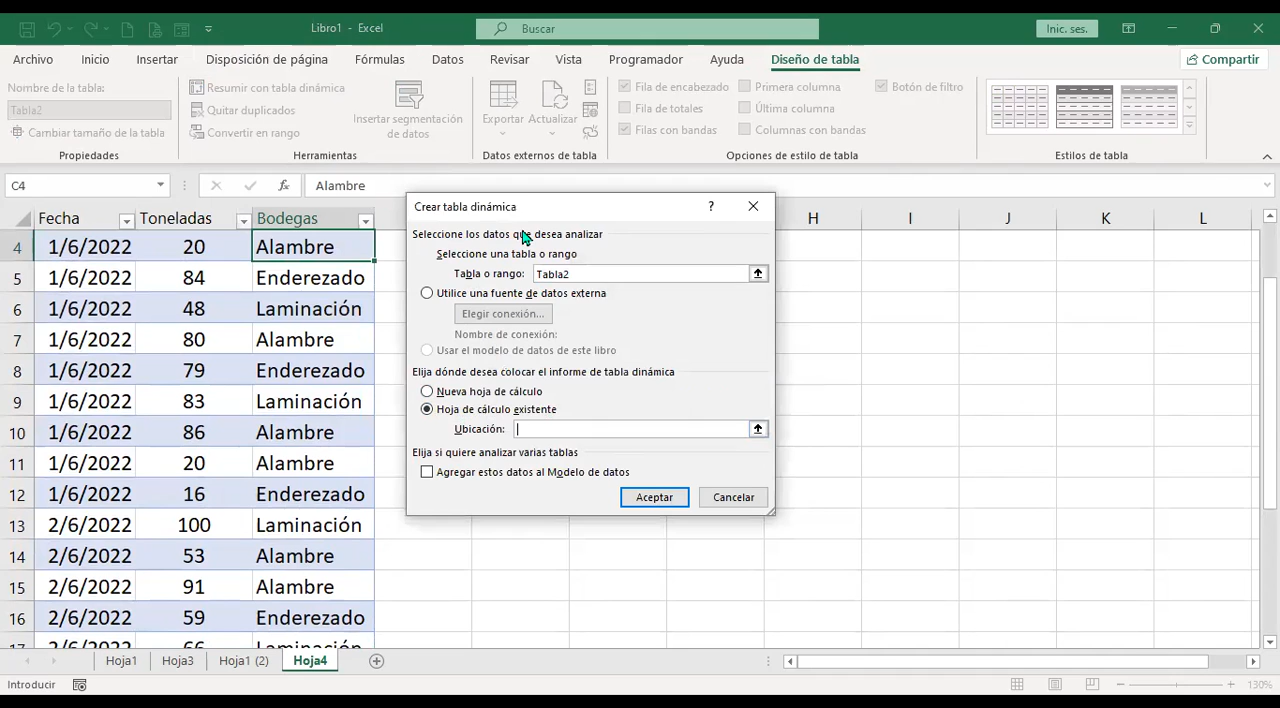 Libro1 - Excel
Buscar
Inic. ses.
Archivo Inicio Insertar Disposición de página Fórmulas Datos Revisar Vista Programador Ayuda Diseño de tabla Compartir
Nombre de la tabla:
Tabla2
Cambiar tamaño de la tabla
Propiedades
Resumir con tabla dinámica
Quitar duplicados
Convertir en rango
Insertar segmentación
de datos
Herramientas
Exportar
Actualizar
Datos externos de tabla
Fila de encabezado
Fila de totales
Filas con bandas
Primera columna
Última columna
Columnas con bandas
Botón de filtro
Opciones de estilo de tabla
Estilos de tabla
C4 fx Alambre
Fecha Toneladas Bodegas H I J K L
4 1/6/2022 20 Alambre
5 1/6/2022 84 Enderezado
6 1/6/2022 48 Laminación
7 1/6/2022 80 Alambre
8 1/6/2022 79 Enderezado
9 1/6/2022 83 Laminación
10 1/6/2022 86 Alambre
11 1/6/2022 20 Alambre
12 1/6/2022 16 Enderezado
13 2/6/2022 100 Laminación
14 2/6/2022 53 Alambre
15 2/6/2022 91 Alambre
16 2/6/2022 59 Enderezado
17 2/6/2022 66 Laminación
Crear tabla dinámica ?
Seleccione los datos que desea analizar
Seleccione una tabla o rango
Tabla o rango: Tabla2
Utilice una fuente de datos externa
Elegir conexión...
Nombre de conexión:
Usar el modelo de datos de este libro
Elija dónde desea colocar el informe de tabla dinámica
Nueva hoja de cálculo
Hoja de cálculo existente
Ubicación:
Elija si quiere analizar varias tablas
Agregar estos datos al Modelo de datos
Aceptar Cancelar
Hoja1 Hoja3 Hoja1 (2) Hoja4
Introducir
130%